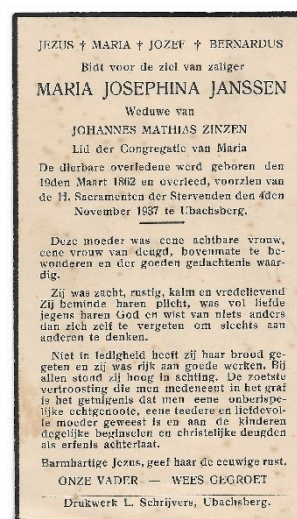 JEZUS † MARIA † JOZEF † BERNARDUS
Bidt voor de ziel van zaliger
MARIA JOSEPHINA JANSSEN
Weduwe van
JOHANNES MATHIAS ZINZEN
Lid der Congregatie van Maria
De dierbare overledene werd geboren den
19den Maart 1862 en overleed, voorzien van
de H. Sacramenten der Stervenden den 4den
November 1937 te Ubachsberg.
Deze moeder was eene achtbare vrouw,
eene vrouw van deugd, bovenmate te be-
wonderen en der goeden gedachtenis waar-
dig.
Zij was zacht, rustig, kalm en vredelievend
Zij beminde haren plicht, was vol liefde
jegens haren God en wist van niets anders
dan zich zelf te vergeten om slechts aan
anderen te denken.
Niet in ledigheid heeft zij haar brood ge-
geten en zij was rijk aan goede werken. Bij
allen stond zij hoog in achting. De zoetste
vertroosting die men medeneemt in het graf
is het getuigenis dat men eene onberispe-
lijke echtgenoote, eene teedere en liefdevol-
le moeder geweest is en aan de kinderen
degelijke beginselen en christelijke deugden
als erfenis achterlaat.
Barmhartige Jezus, geef haar de eeuwige rust.
ONZE VADER — WEES GEGROET
Drukwerk L. Schrijvers, Ubachsberg.